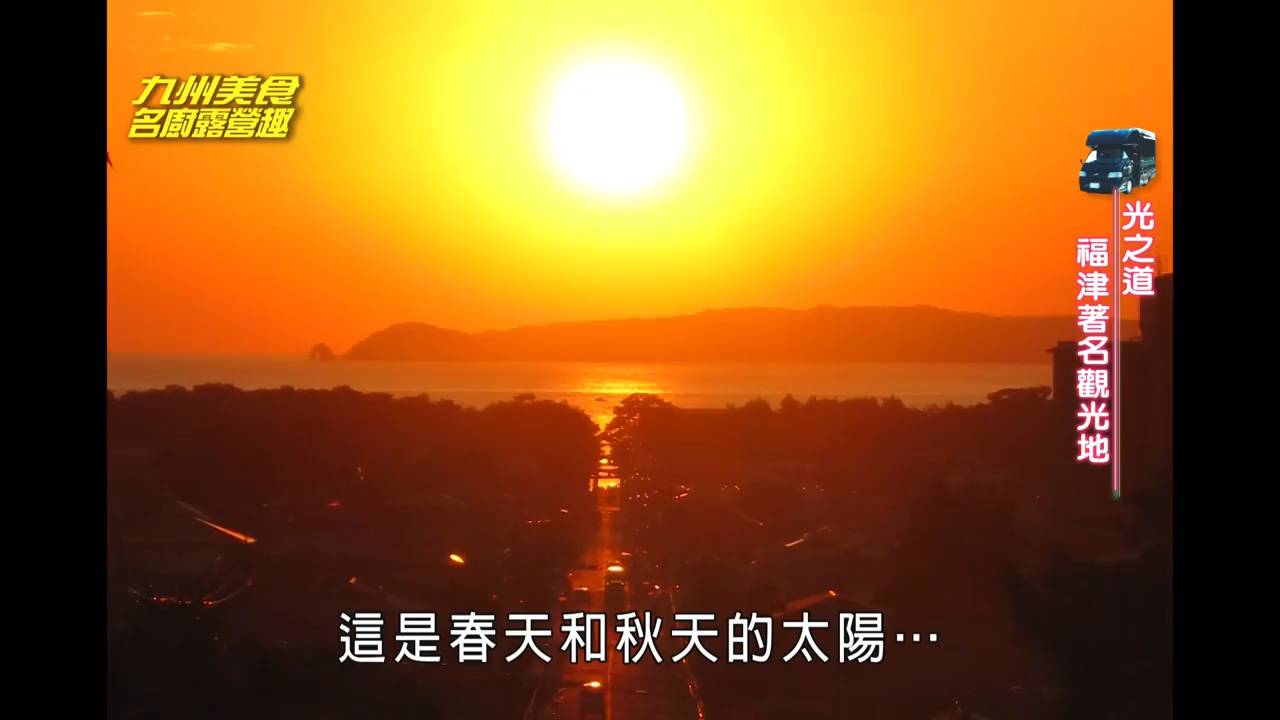 九州美食
名廚露營趣
光之道
福津著名觀光地
這是春天和秋天的太陽…